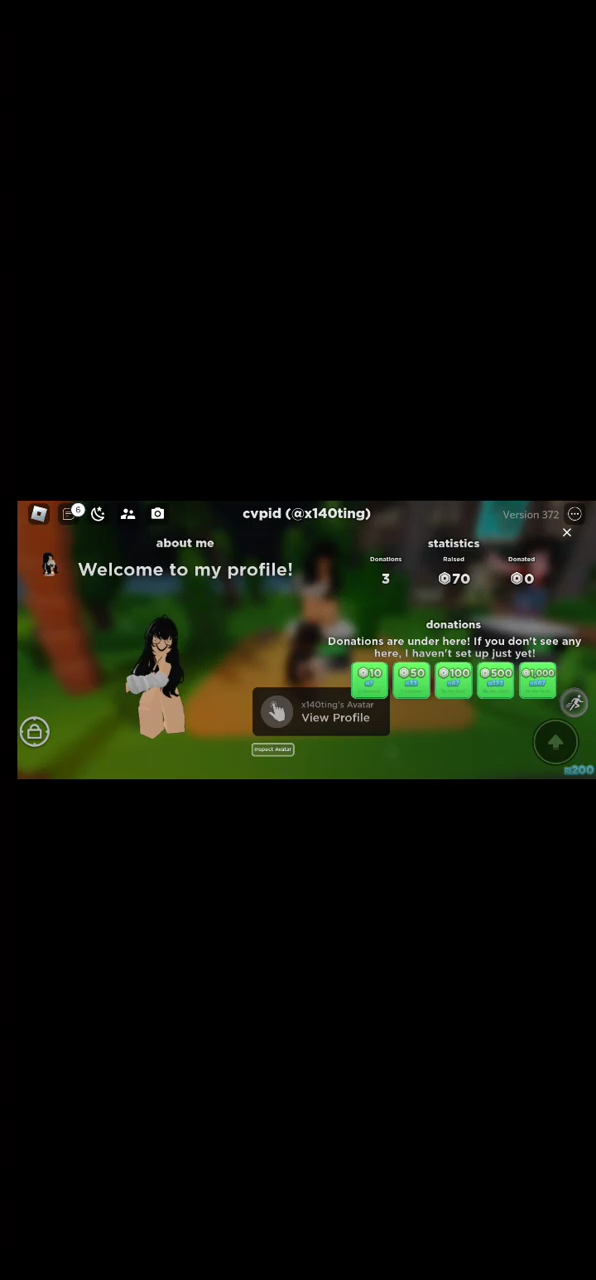 6
cvpid (@x140ting)
Version 372
about me
Welcome to my profile!
statistics
Donations
Raised
Donated
3
70
0
donations
Donations are under here! If you don't see any
here, I haven't set up just yet!
10
50
100
500
1,000
x140ting's Avatar
View Profile
Inspect Avatar
m200